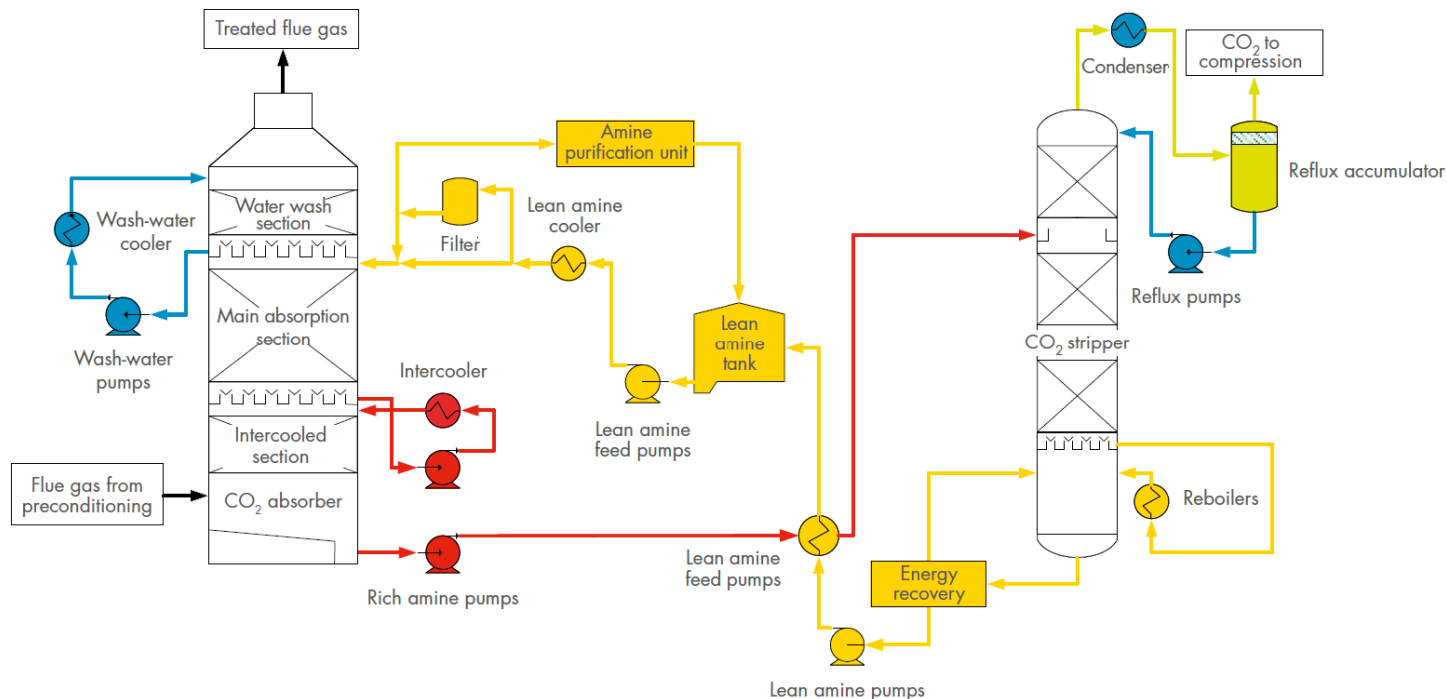 Treated flue gas
Water wash
section
Wash-water
cooler
Wash-water
pumps
Main absorption
section
Intercooled
section
Flue gas from
preconditioning
CO₂ absorber
Rich amine pumps
Intercooler
Filter
Amine
purification unit
Lean amine
cooler
Lean
amine
tank
Lean amine
feed pumps
Lean amine
feed pumps
Lean amine pumps
Energy
recovery
CO₂ stripper
Reboilers
Condenser
CO₂ to
compression
Reflux accumulator
Reflux pumps